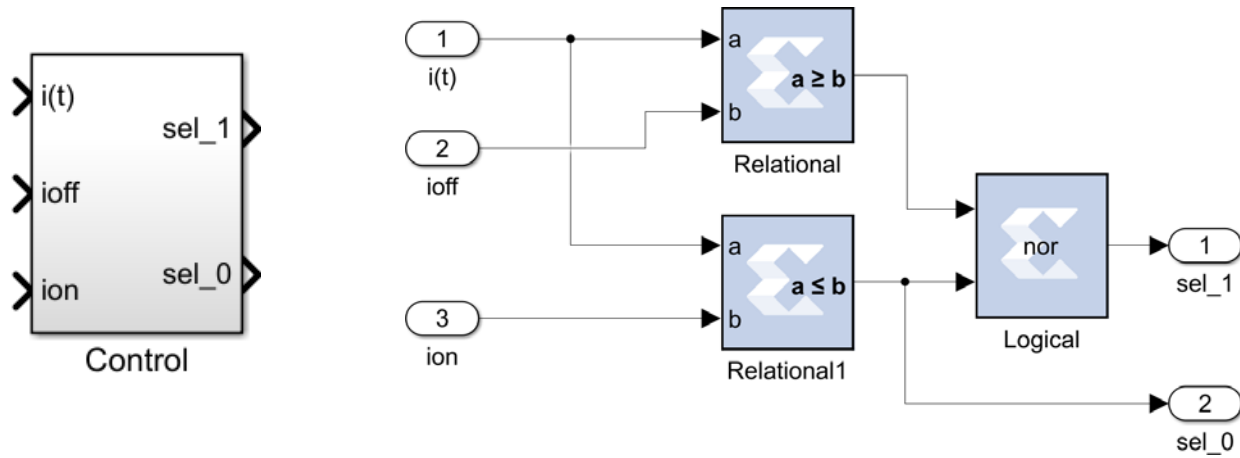 i(t)
sel_1
ioff
sel_0
ion
Control
1
i(t)
2
ioff
3
ion
a
a ≥ b
b
Relational
a
a ≤ b
b
Relational1
nor
Logical
1
sel_1
2
sel_0